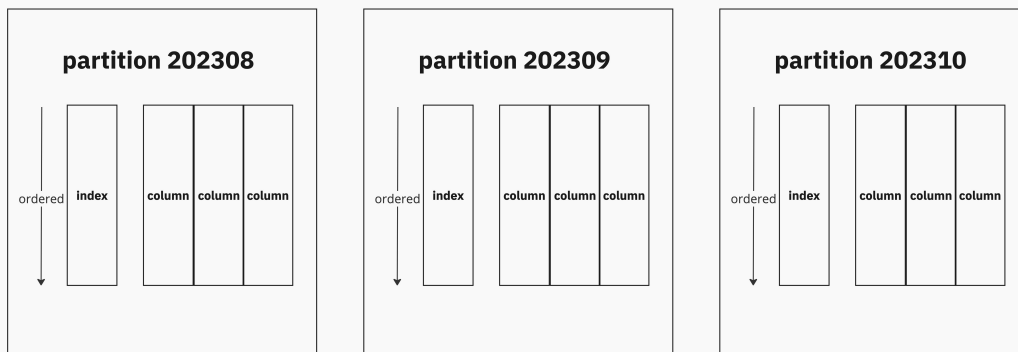 partition 202308
ordered index column column column
partition 202309
ordered index column column column
partition 202310
ordered index column column column